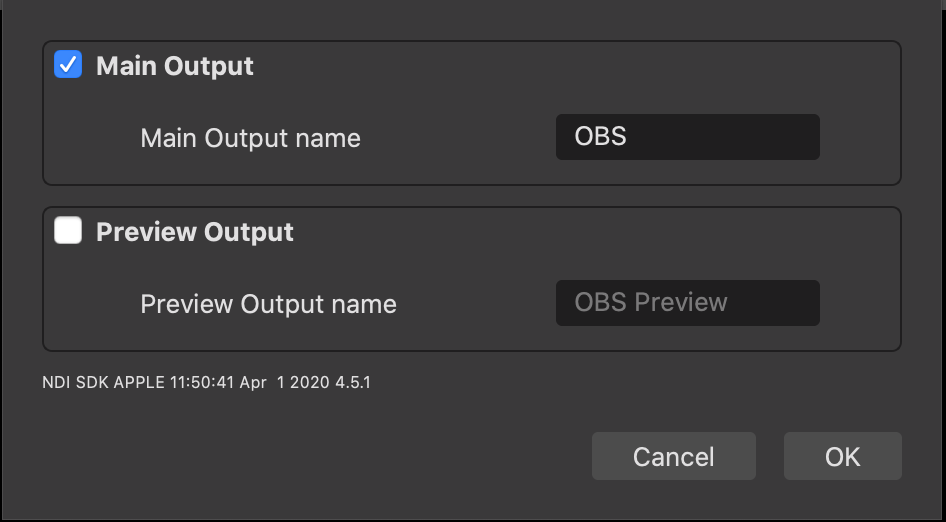 Main Output
Main Output name
OBS
Preview Output
Preview Output name
OBS Preview
NDI SDK APPLE 11:50:41 Apr  1 2020 4.5.1
Cancel
OK